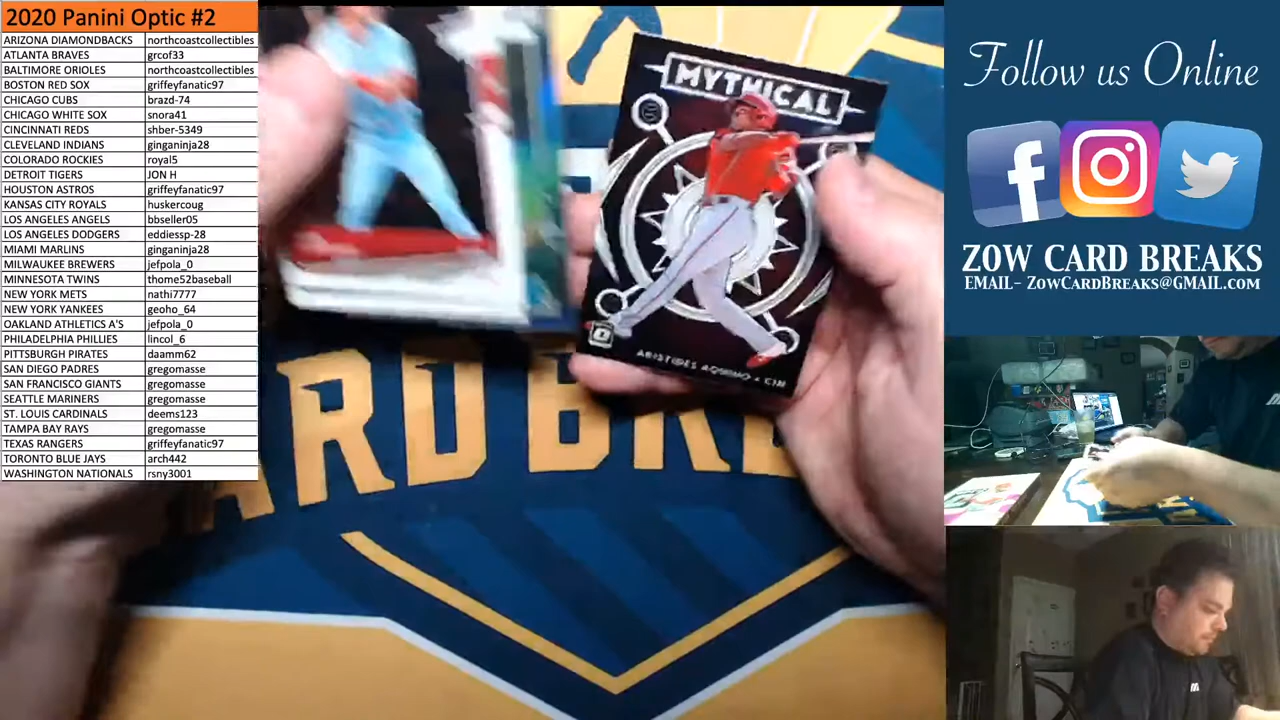 2020 Panini Optic #2
ARIZONA DIAMONDBACKS northcoastcollectibles
ATLANTA BRAVES grcof33
BALTIMORE ORIOLES northcoastcollectibles
BOSTON RED SOX griffeyfanatic97
CHICAGO CUBS brazd-74
CHICAGO WHITE SOX snora41
CINCINNATI REDS shber-5349
CLEVELAND INDIANS ginganinja28
COLORADO ROCKIES royal5
DETROIT TIGERS JON H
HOUSTON ASTROS griffeyfanatic97
KANSAS CITY ROYALS huskercoug
LOS ANGELES ANGELS bbseller05
LOS ANGELES DODGERS eddiessp-28
MIAMI MARLINS ginganinja28
MILWAUKEE BREWERS jefpola_0
MINNESOTA TWINS thome52baseball
NEW YORK METS nathi7777
NEW YORK YANKEES geoho_64
OAKLAND ATHLETICS A'S jefpola_0
PHILADELPHIA PHILLIES lincol_6
PITTSBURGH PIRATES daamm62
SAN DIEGO PADRES gregomasse
SAN FRANCISCO GIANTS gregomasse
SEATTLE MARINERS gregomasse
ST. LOUIS CARDINALS deems123
TAMPA BAY RAYS gregomasse
TEXAS RANGERS griffeyfanatic97
TORONTO BLUE JAYS arch442
WASHINGTON NATIONALS rsny3001
MYTHICAL
ARISTIDES AQUINO • CIN
ARD BRE
Follow us Online
ZOW CARD BREAKS
EMAIL- ZOWCARDBREAKS@GMAIL.COM